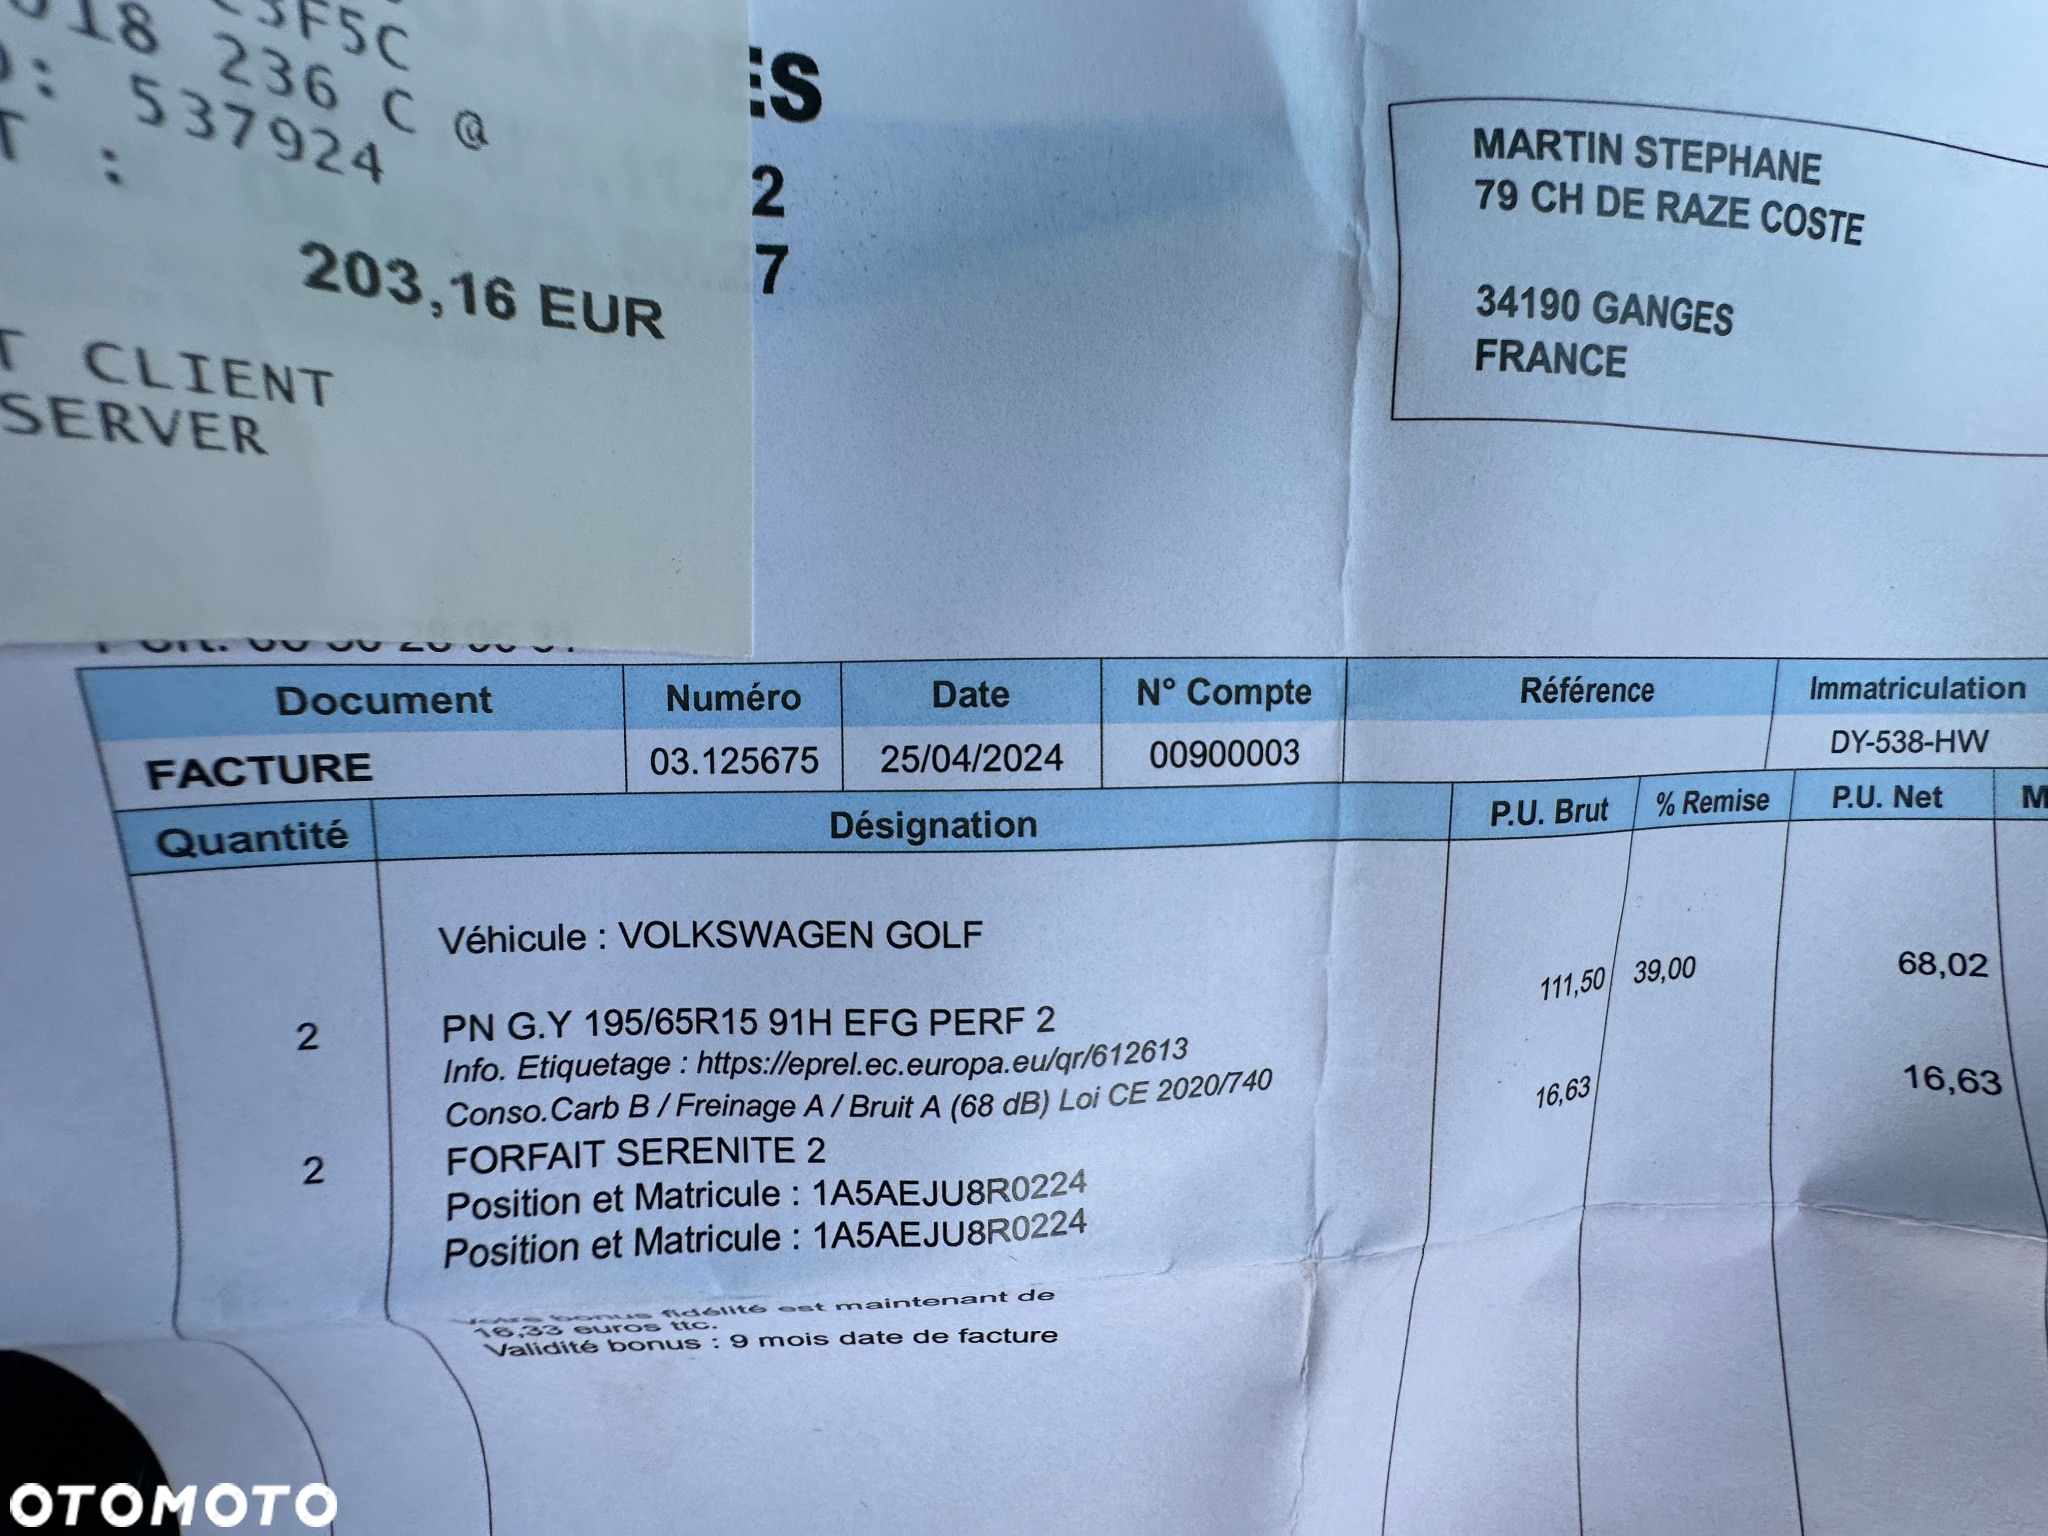 3F5C
018 236 C @
: 537924
T :
203,16 EUR
T CLIENT
SERVER
ES
2
7
MARTIN STEPHANE
79 CH DE RAZE COSTE
34190 GANGES
FRANCE
Document Numéro Date N° Compte Référence Immatriculation
FACTURE 03.125675 25/04/2024 00900003 DY-538-HW
Quantité Désignation P.U. Brut % Remise P.U. Net M
Véhicule : VOLKSWAGEN GOLF
2 PN G.Y 195/65R15 91H EFG PERF 2 111,50 39,00 68,02
Info. Etiquetage : https://eprel.ec.europa.eu/qr/612613
Conso.Carb B / Freinage A / Bruit A (68 dB) Loi CE 2020/740
2 FORFAIT SERENITE 2 16,63 16,63
Position et Matricule : 1A5AEJU8R0224
Position et Matricule : 1A5AEJU8R0224
Votre bonus fidélité est maintenant de
16,33 euros ttc.
Validité bonus : 9 mois date de facture
OTOMOTO